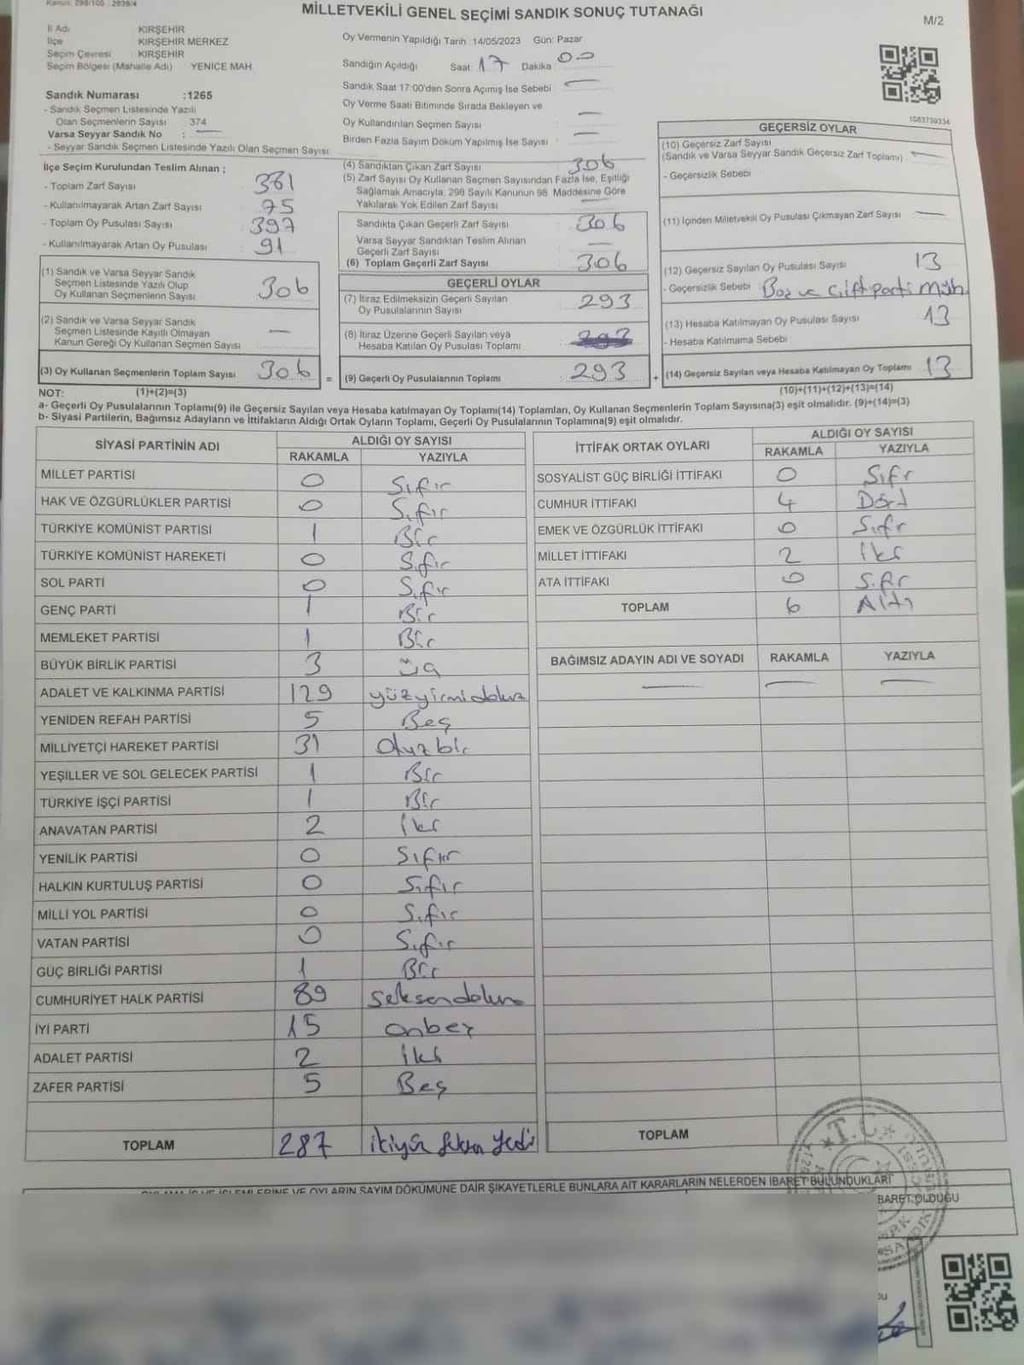 Kanun: 298/105 : 2839/4
MİLLETVEKİLİ GENEL SEÇİMİ SANDIK SONUÇ TUTANAĞI
M/2
İl Adı KIRŞEHİR
İlçe KIRŞEHİR MERKEZ
Seçim Çevresi : KIRŞEHİR
Seçim Bölgesi (Mahalle Adı) YENİCE MAH
Sandık Numarası :1265
- Sandık Seçmen Listesinde Yazılı
Olan Seçmenlerin Sayısı : 374
Varsa Seyyar Sandık No : —
- Seyyar Sandık Seçmen Listesinde Yazılı Olan Seçmen Sayısı
Oy Vermenin Yapıldığı Tarih :14/05/2023 Gün: Pazar
Sandığın Açıldığı Saat 17 Dakika 00
Sandık Saat 17:00'den Sonra Açımış İse Sebebi —
Oy Verme Saati Bitiminde Sırada Bekleyen ve
Oy Kullandırılan Seçmen Sayısı —
Birden Fazla Sayım Döküm Yapılmış İse Sayısı —
1083730334
İlçe Seçim Kurulundan Teslim Alınan ;
- Toplam Zarf Sayısı 381
- Kullanılmayarak Artan Zarf Sayısı 75
- Toplam Oy Pusulası Sayısı 397
- Kullanılmayarak Artan Oy Pusulası 91
(1) Sandık ve Varsa Seyyar Sandık
Seçmen Listesinde Yazılı Olup
Oy Kullanan Seçmenlerin Sayısı 306
(2) Sandık ve Varsa Seyyar Sandık
Seçmen Listesinde Kayıtlı Olmayan
Kanun Gereği Oy Kullanan Seçmen Sayısı —
(3) Oy Kullanan Seçmenlerin Toplam Sayısı 306 =
(4) Sandıktan Çıkan Zarf Sayısı 306
(5) Zarf Sayısı Oy Kullanan Seçmen Sayısından Fazla İse, Eşitliği
Sağlamak Amacıyla, 298 Sayılı Kanunun 98. Maddesine Göre
Yakılarak Yok Edilen Zarf Sayısı —
Sandıkta Çıkan Geçerli Zarf Sayısı 306
Varsa Seyyar Sandıktan Teslim Alınan
Geçerli Zarf Sayısı —
(6) Toplam Geçerli Zarf Sayısı 306
GEÇERLİ OYLAR
(7) İtiraz Edilmeksizin Geçerli Sayılan
Oy Pusulalarının Sayısı 293
(8) İtiraz Üzerine Geçerli Sayılan veya
Hesaba Katılan Oy Pusulası Toplamı
(9) Geçerli Oy Pusulalarının Toplamı 293 +
GEÇERSİZ OYLAR
(10) Geçersiz Zarf Sayısı
(Sandık ve Varsa Seyyar Sandık Geçersiz Zarf Toplamı) —
- Geçersizlik Sebebi
(11) İçinden Milletvekili Oy Pusulası Çıkmayan Zarf Sayısı —
(12) Geçersiz Sayılan Oy Pusulası Sayısı 13
- Geçersizlik Sebebi Boş ve Çift parti Müh.
(13) Hesaba Katılmayan Oy Pusulası Sayısı 13
- Hesaba Katılmama Sebebi
(14) Geçersiz Sayılan veya Hesaba Katılmayan Oy Toplamı 13
NOT: (1)+(2)=(3) (10)+(11)+(12)+(13)=(14)
a- Geçerli Oy Pusulalarının Toplamı(9) ile Geçersiz Sayılan veya Hesaba katılmayan Oy Toplamı(14) Toplamları, Oy Kullanan Seçmenlerin Toplam Sayısına(3) eşit olmalıdır. (9)+(14)=(3)
b- Siyasi Partilerin, Bağımsız Adayların ve İttifakların Aldığı Ortak Oyların Toplamı, Geçerli Oy Pusulalarının Toplamına(9) eşit olmalıdır.
SİYASİ PARTİNİN ADI ALDIĞI OY SAYISI
RAKAMLA YAZIYLA
MİLLET PARTİSİ 0 Sıfır
HAK VE ÖZGÜRLÜKLER PARTİSİ 0 Sıfır
TÜRKİYE KOMÜNİST PARTİSİ 1 Bir
TÜRKİYE KOMÜNİST HAREKETİ 0 Sıfır
SOL PARTİ 0 Sıfır
GENÇ PARTİ 1 Bir
MEMLEKET PARTİSİ 1 Bir
BÜYÜK BİRLİK PARTİSİ 3 üç
ADALET VE KALKINMA PARTİSİ 129 yüzyirmidokuz
YENİDEN REFAH PARTİSİ 5 Beş
MİLLİYETÇİ HAREKET PARTİSİ 31 Otuzbir
YEŞİLLER VE SOL GELECEK PARTİSİ 1 Bir
TÜRKİYE İŞÇİ PARTİSİ 1 Bir
ANAVATAN PARTİSİ 2 İki
YENİLİK PARTİSİ 0 Sıfır
HALKIN KURTULUŞ PARTİSİ 0 Sıfır
MİLLİ YOL PARTİSİ 0 Sıfır
VATAN PARTİSİ 0 Sıfır
GÜÇ BİRLİĞİ PARTİSİ 1 Bir
CUMHURİYET HALK PARTİSİ 89 Seksendokuz
İYİ PARTİ 15 onbeş
ADALET PARTİSİ 2 İki
ZAFER PARTİSİ 5 Beş
TOPLAM 287 ikiyüz seksen yedi
İTTİFAK ORTAK OYLARI ALDIĞI OY SAYISI
RAKAMLA YAZIYLA
SOSYALİST GÜÇ BİRLİĞİ İTTİFAKI 0 Sıfır
CUMHUR İTTİFAKI 4 Dört
EMEK VE ÖZGÜRLÜK İTTİFAKI 0 Sıfır
MİLLET İTTİFAKI 2 İki
ATA İTTİFAKI 0 Sıfır
TOPLAM 6 Altı
BAĞIMSIZ ADAYIN ADI VE SOYADI RAKAMLA YAZIYLA
— — —
TOPLAM
T.C.
OYLAMA İŞ VE İŞLEMLERİNE VE OYLARIN SAYIM DÖKÜMÜNE DAİR ŞİKAYETLERLE BUNLARA AİT KARARLARIN NELERDEN İBARET BULUNDUKLARI
BARET OLDUĞU